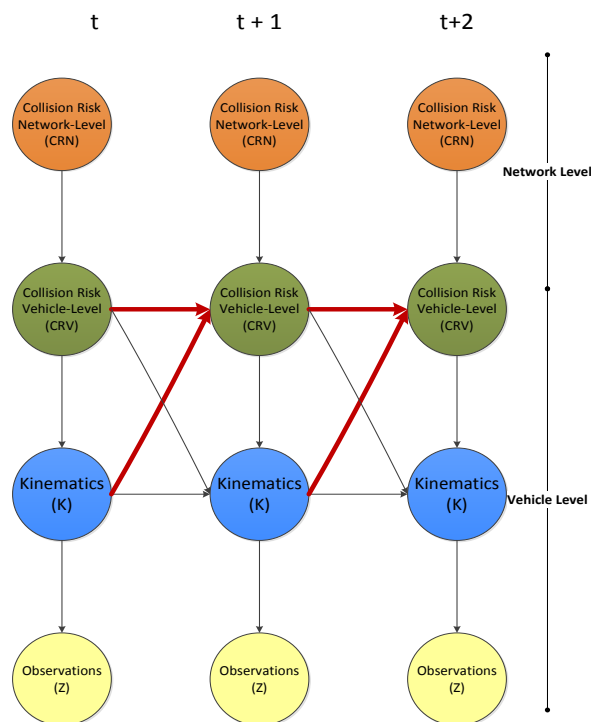 t
t + 1
t+2
Collision Risk
Network-Level
(CRN)
Collision Risk
Network-Level
(CRN)
Collision Risk
Network-Level
(CRN)
Network Level
Collision Risk
Vehicle-Level
(CRV)
Collision Risk
Vehicle-Level
(CRV)
Collision Risk
Vehicle-Level
(CRV)
Kinematics
(K)
Kinematics
(K)
Kinematics
(K)
Vehicle Level
Observations
(Z)
Observations
(Z)
Observations
(Z)